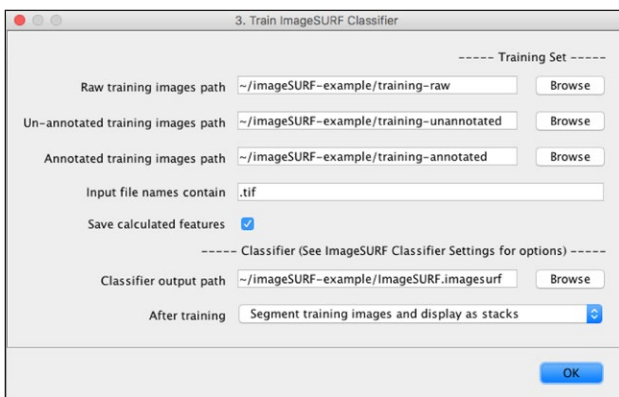 3. Train ImageSURF Classifier
----- Training Set -----
Raw training images path ~/imageSURF-example/training-raw Browse
Un-annotated training images path ~/imageSURF-example/training-unannotated Browse
Annotated training images path ~/imageSURF-example/training-annotated Browse
Input file names contain .tif
Save calculated features
----- Classifier (See ImageSURF Classifier Settings for options) -----
Classifier output path ~/imageSURF-example/ImageSURF.imagesurf Browse
After training Segment training images and display as stacks
OK